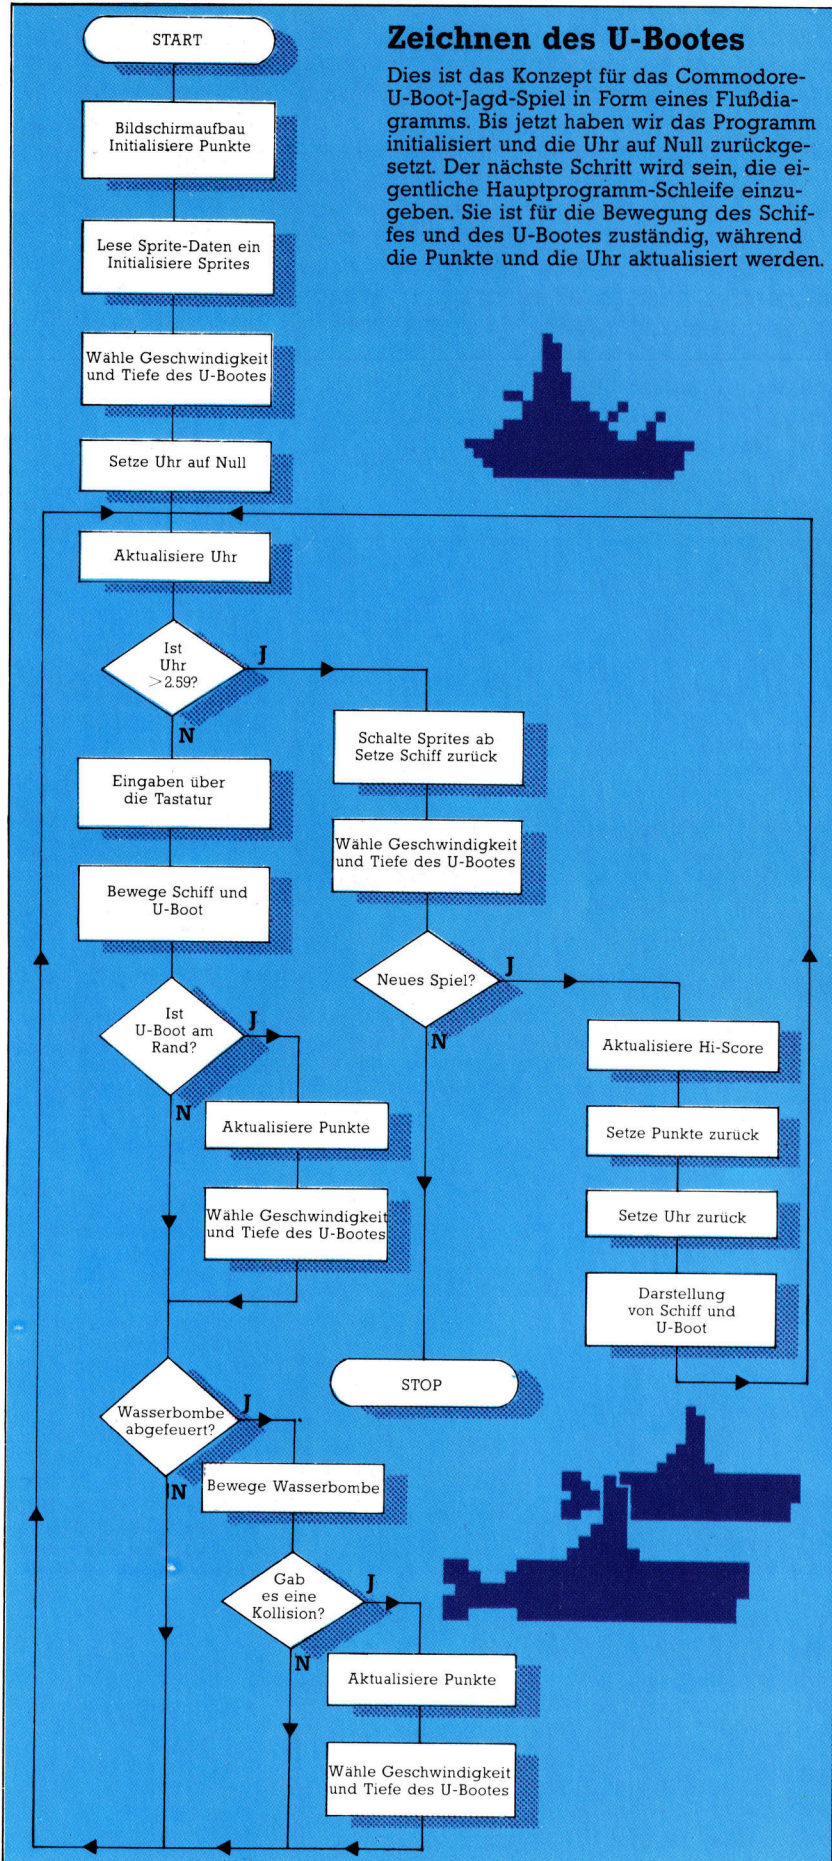 START
Zeichnen des U-Bootes
Dies ist das Konzept für das Commodore-
U-Boot-Jagd-Spiel in Form eines Flußdia-
gramms. Bis jetzt haben wir das Programm
initialisiert und die Uhr auf Null zurückge-
setzt. Der nächste Schritt wird sein, die ei-
gentliche Hauptprogramm-Schleife einzu-
geben. Sie ist für die Bewegung des Schif-
fes und des U-Bootes zuständig, während
die Punkte und die Uhr aktualisiert werden.
Bildschirmaufbau
Initialisiere Punkte
Lese Sprite-Daten ein
Initialisiere Sprites
Wähle Geschwindigkeit
und Tiefe des U-Bootes
Setze Uhr auf Null
Aktualisiere Uhr
Ist
Uhr
>2.59?
J
N
Schalte Sprites ab
Setze Schiff zurück
Eingaben über
die Tastatur
Wähle Geschwindigkeit
und Tiefe des U-Bootes
Bewege Schiff und
U-Boot
Neues Spiel?
J
N
Ist
U-Boot am
Rand?
J
N
Aktualisiere Hi-Score
Aktualisiere Punkte
Setze Punkte zurück
Wähle Geschwindigkeit
und Tiefe des U-Bootes
Setze Uhr zurück
Darstellung
von Schiff und
U-Boot
STOP
Wasserbombe
abgefeuert?
J
N
Bewege Wasserbombe
Gab
es eine
Kollision?
J
N
Aktualisiere Punkte
Wähle Geschwindigkeit
und Tiefe des U-Bootes